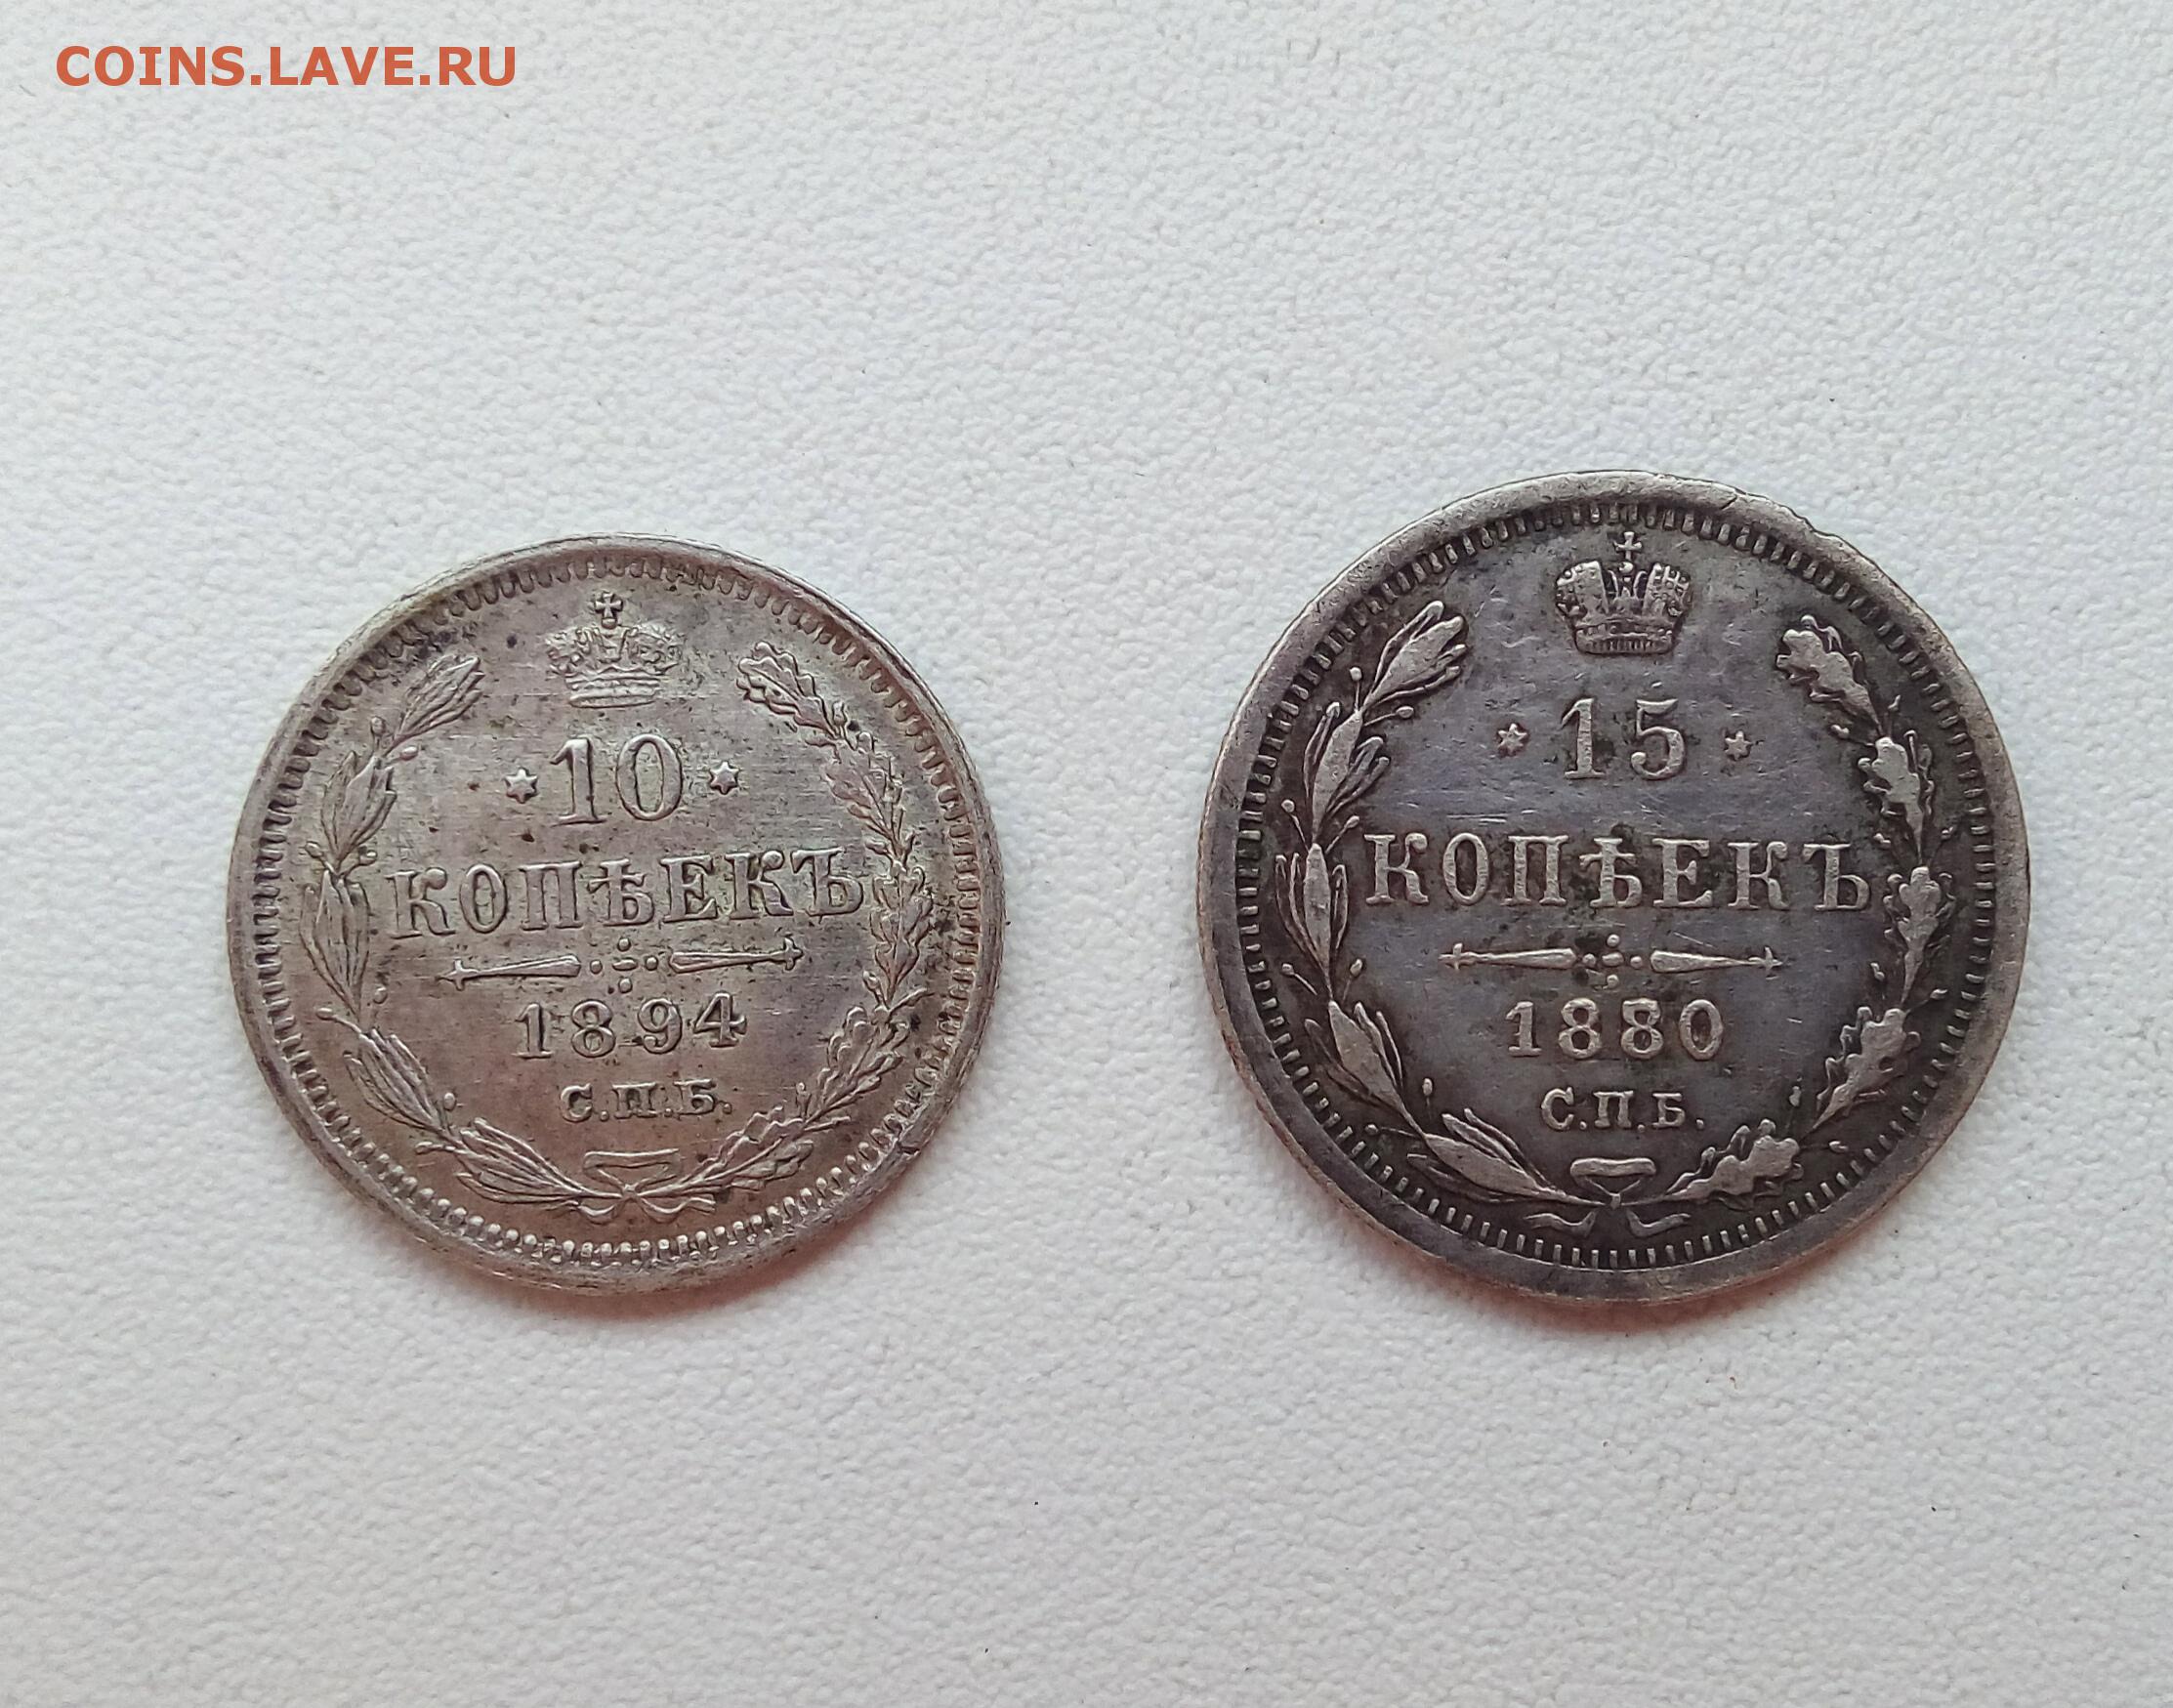 COINS.LAVE.RU
10
КОПѢЕКЪ
1894
С.П.Б.
15
КОПѢЕКЪ
1880
С.П.Б.